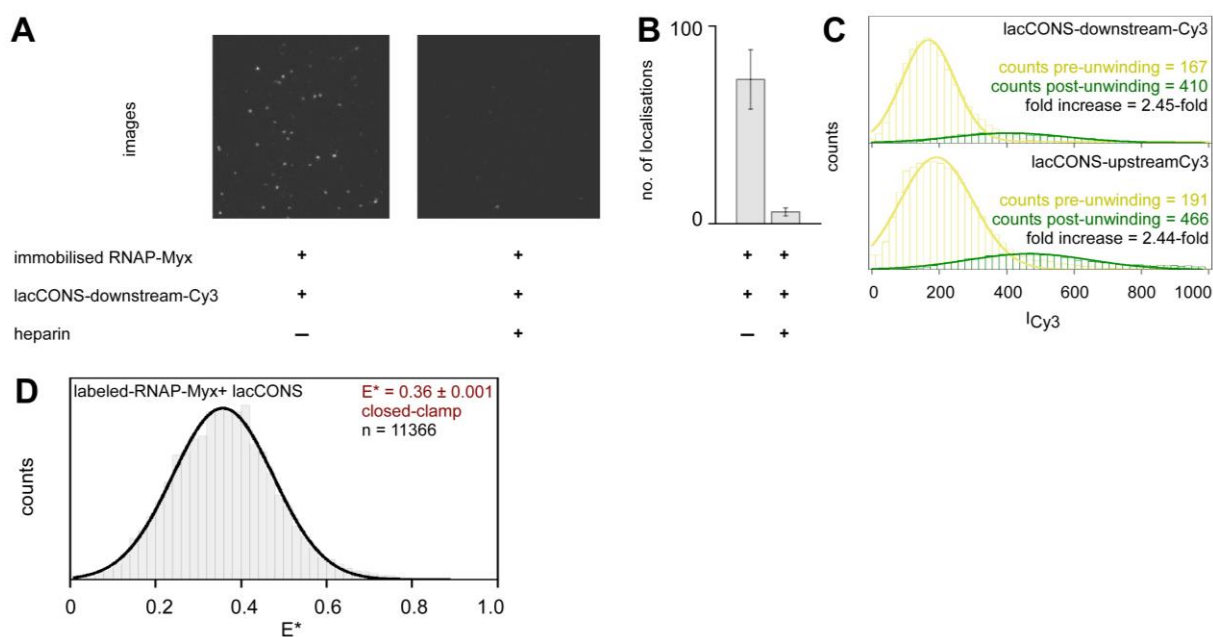 A
images
immobilised RNAP-Myx + +
lacCONS-downstream-Cy3 + +
heparin — +
B
100
no. of localisations
0
+ +
+ +
— +
C
lacCONS-downstream-Cy3
counts pre-unwinding = 167
counts post-unwinding = 410
fold increase = 2.45-fold
counts
lacCONS-upstreamCy3
counts pre-unwinding = 191
counts post-unwinding = 466
fold increase = 2.44-fold
0 200 400 600 800 1000
ICy3
D
labeled-RNAP-Myx+ lacCONS
E* = 0.36 ± 0.001
closed-clamp
n = 11366
counts
0 0.2 0.4 0.6 0.8 1.0
E*